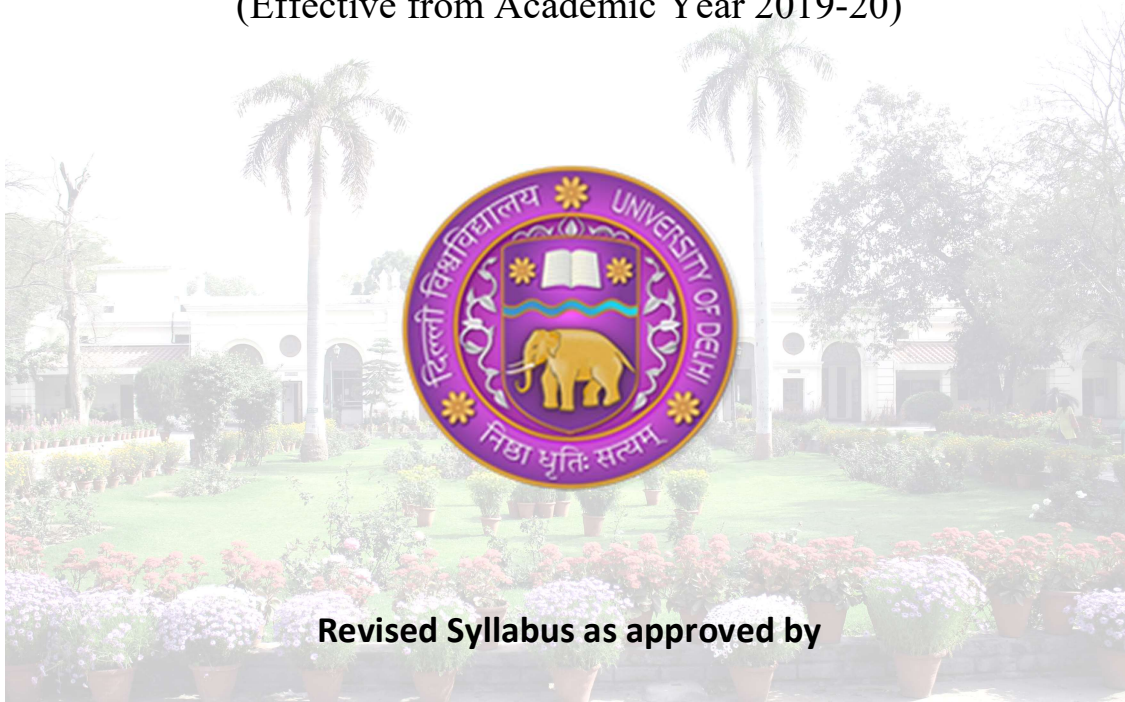 (Effective from Academic Year 2019-20)
दिल्ली विश्वविद्यालय
UNIVERSITY OF DELHI
निष्ठा धृतिः सत्यम्
Revised Syllabus as approved by